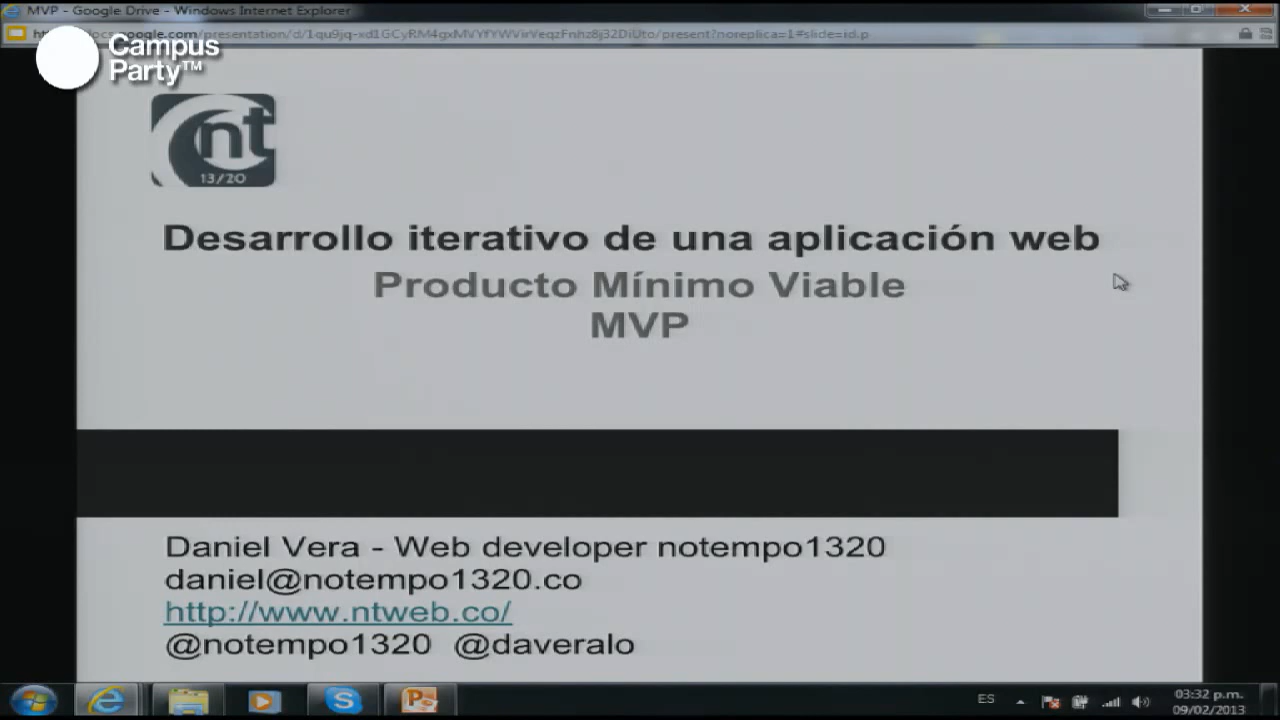 MVP - Google Drive - Windows Internet Explorer
Campus
Party™
nt
13/20
Desarrollo iterativo de una aplicación web
Producto Mínimo Viable
MVP
Daniel Vera - Web developer notempo1320
daniel@notempo1320.co
http://www.ntweb.co/
@notempo1320 @daveralo
ES
03:32 p.m.
09/02/2013